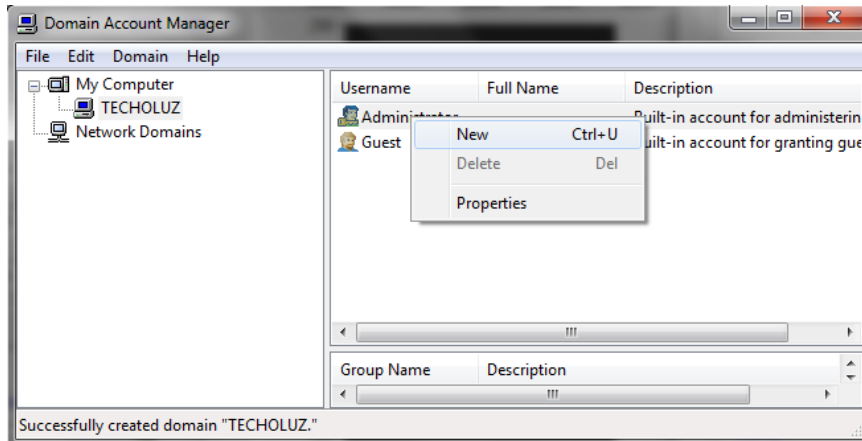 Domain Account Manager
File Edit Domain Help
My Computer
TECHOLUZ
Network Domains
Username Full Name Description
Administrator Built-in account for administerin
Guest uilt-in account for granting gue
New Ctrl+U
Delete Del
Properties
Group Name Description
Successfully created domain "TECHOLUZ."